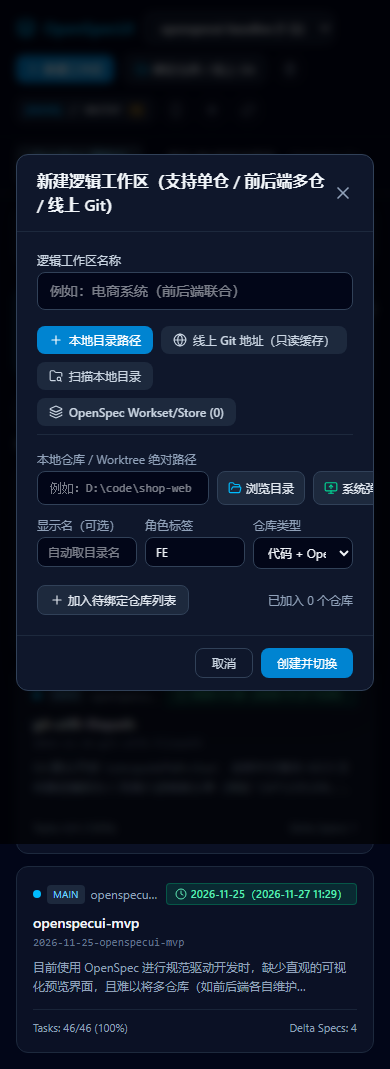 新建逻辑工作区（支持单仓 / 前后端多仓
/ 线上 Git）
逻辑工作区名称
例如：电商系统（前后端联合）
本地目录路径
线上 Git 地址（只读缓存）
扫描本地目录
OpenSpec Workset/Store (0)
本地仓库 / Worktree 绝对路径
例如：D:\code\shop-web
浏览目录
系统弹
显示名（可选）
角色标签
仓库类型
自动取目录名
FE
代码 + Ope
加入待绑定仓库列表
已加入 0 个仓库
取消
创建并切换
MAIN
openspecu...
2026-11-25（2026-11-27 11:29）
openspecui-mvp
2026-11-25-openspecui-mvp
目前使用 OpenSpec 进行规范驱动开发时，缺少直观的可视
化预览界面，且难以将多仓库（如前后端各自维护...
Tasks: 46/46 (100%)
Delta Specs: 4